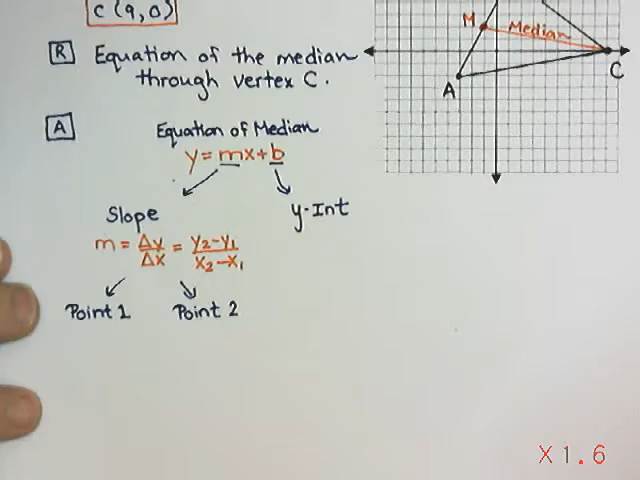 C (9,0)
M
Median
C
A
R Equation of the median
through vertex C.
A Equation of Median
y = mx+b
Slope
y-Int
m = Δy/Δx = y2-y1/x2-x1
Point 1 Point 2
X1.6